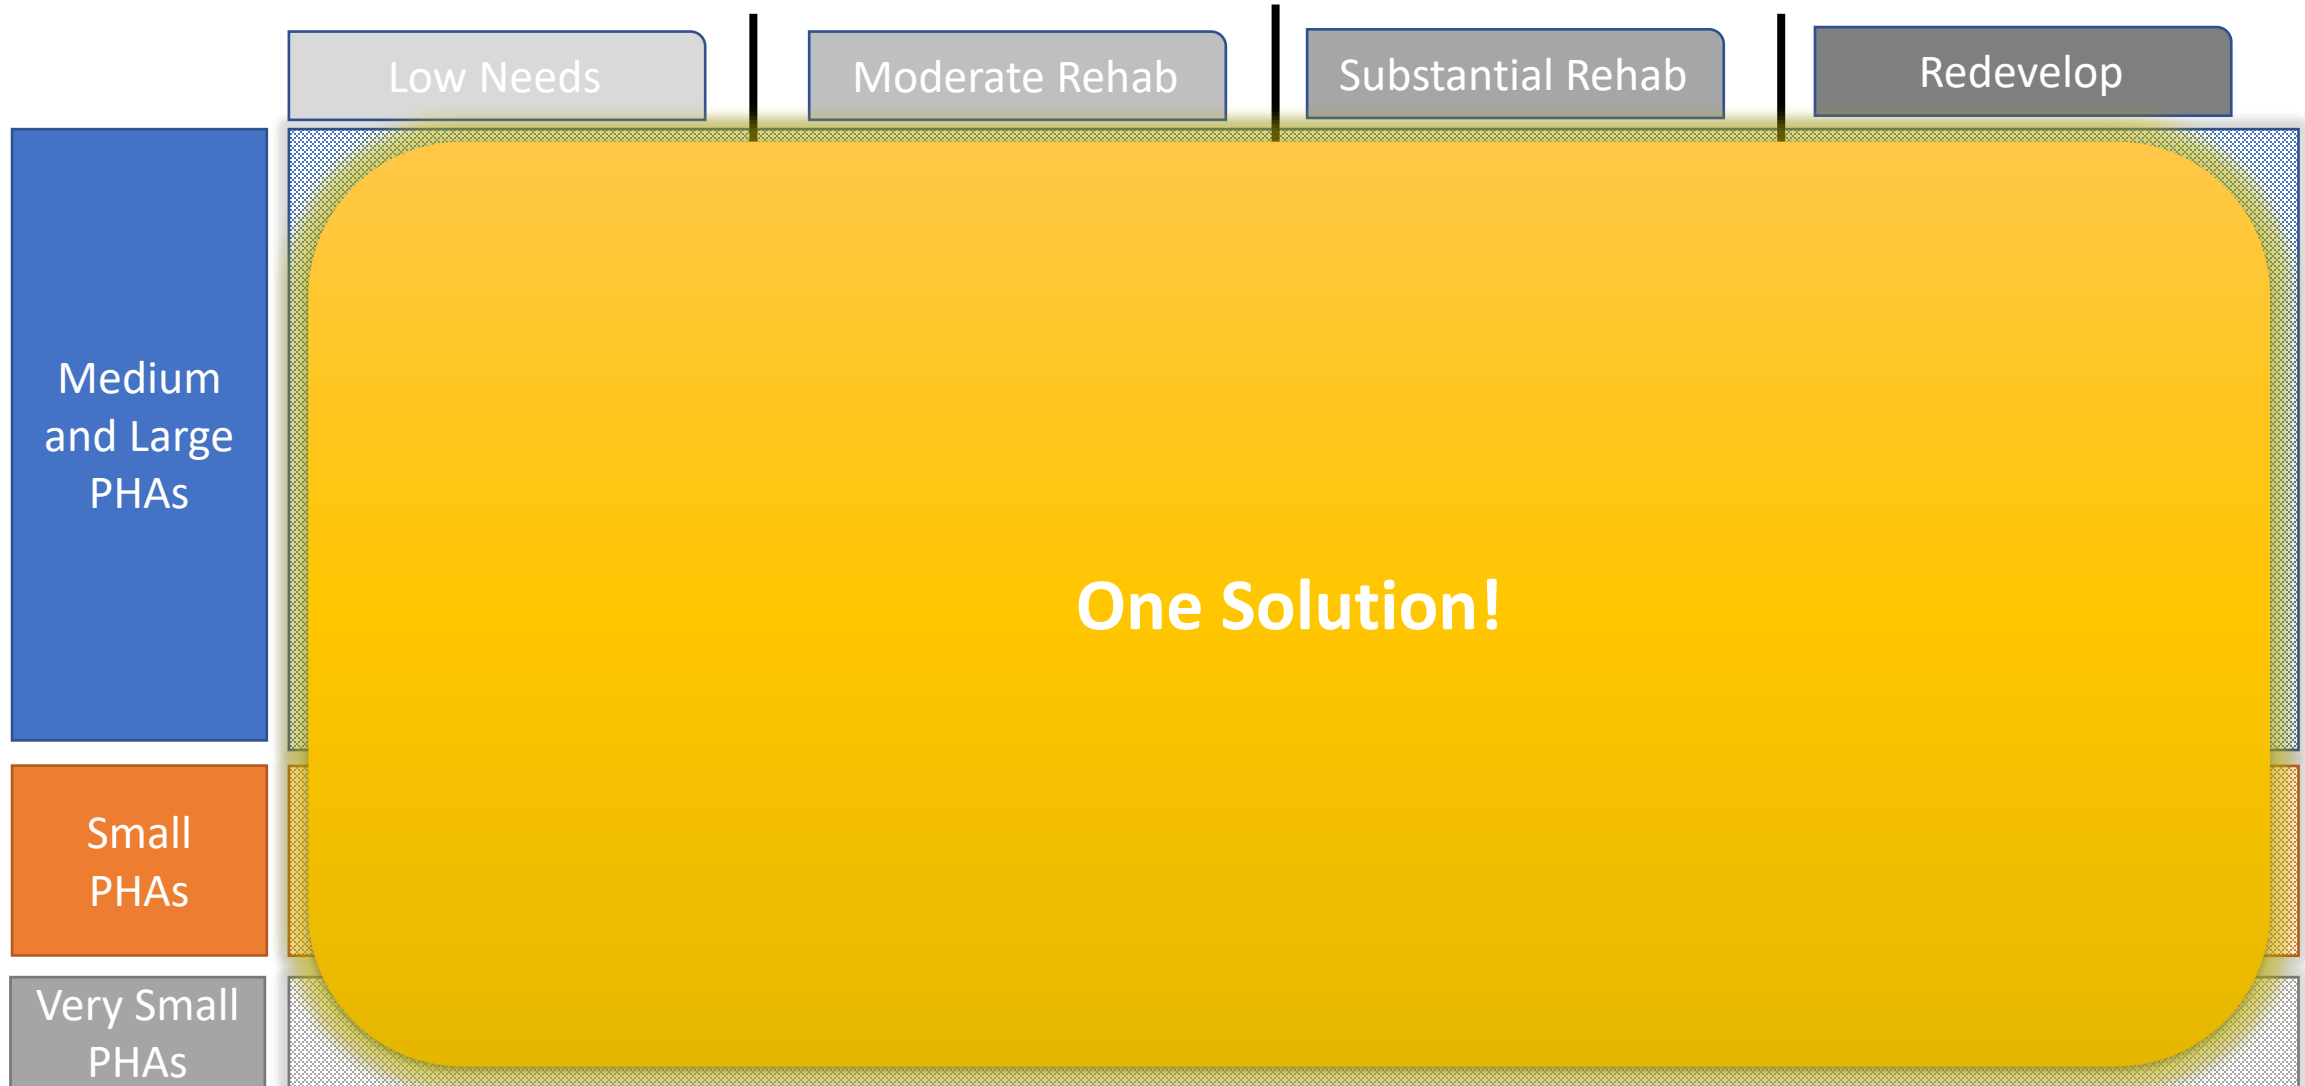 Low Needs
Moderate Rehab
Substantial Rehab
Redevelop
Medium
and Large
PHAs
One Solution!
Small
PHAs
Very Small
PHAs